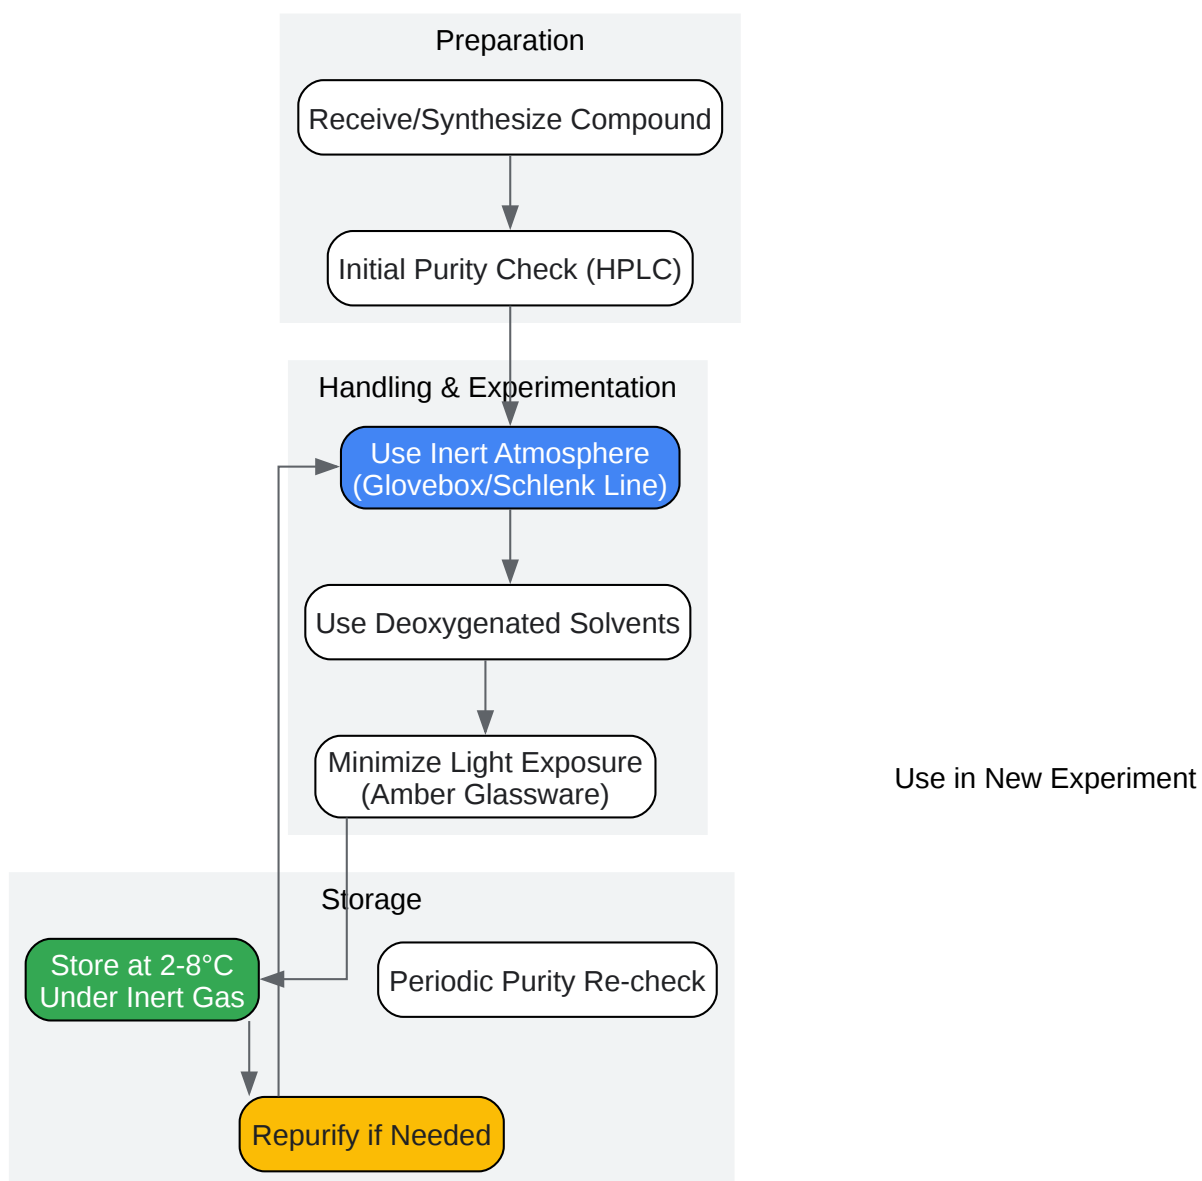 Preparation
Receive/Synthesize Compound
Initial Purity Check (HPLC)
Handling & Experimentation
Use Inert Atmosphere
(Glovebox/Schlenk Line)
Use Deoxygenated Solvents
Minimize Light Exposure
(Amber Glassware)
Use in New Experiment
Storage
Store at 2-8°C
Under Inert Gas
Periodic Purity Re-check
Repurify if Needed